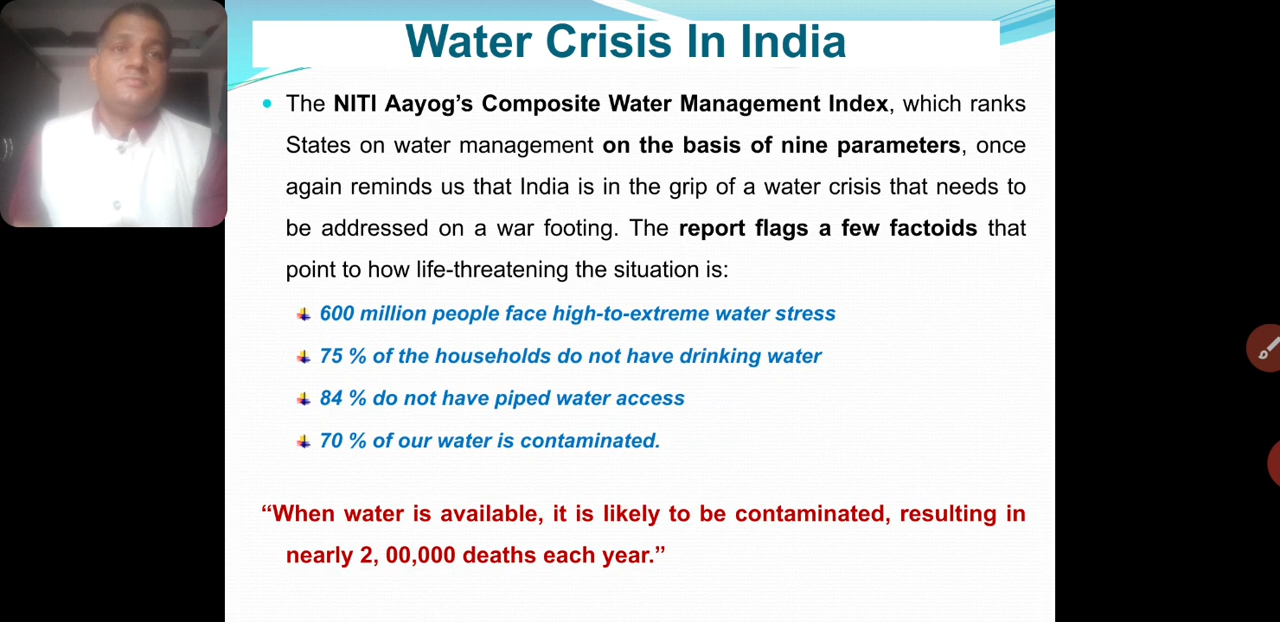 Water Crisis In India
The NITI Aayog’s Composite Water Management Index, which ranks
States on water management on the basis of nine parameters, once
again reminds us that India is in the grip of a water crisis that needs to
be addressed on a war footing. The report flags a few factoids that
point to how life-threatening the situation is:
600 million people face high-to-extreme water stress
75 % of the households do not have drinking water
84 % do not have piped water access
70 % of our water is contaminated.
“When water is available, it is likely to be contaminated, resulting in
nearly 2, 00,000 deaths each year.”